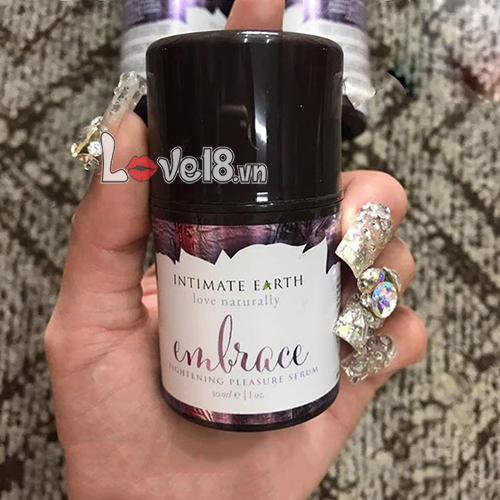 Love18.vn
INTIMATE EARTH
love naturally
embrace
TIGHTENING PLEASURE SERUM
30ml e | 1 oz.